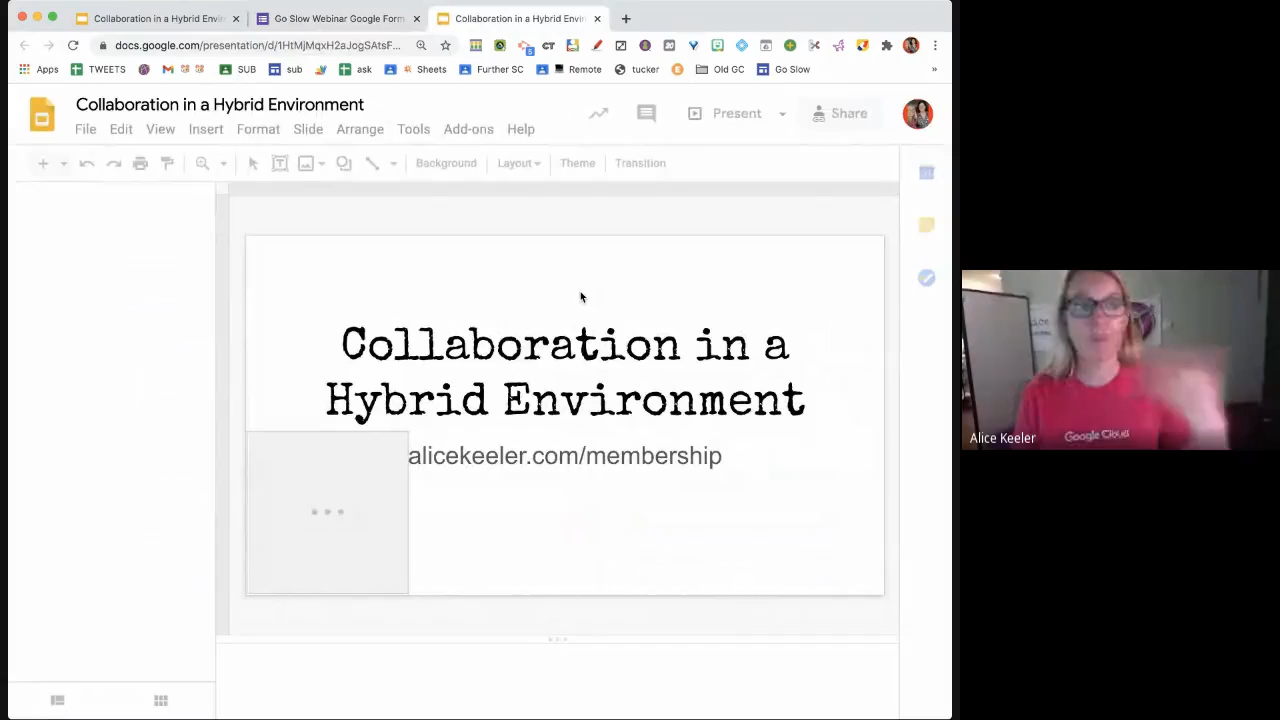 Collaboration in a Hybrid Envir
Go Slow Webinar Google Form
Collaboration in a Hybrid Envir
docs.google.com/presentation/d/1HtMjMqxH2aJogSAtsF...
Apps
TWEETS
SUB
sub
ask
Sheets
Further SC
Remote
tucker
Old GC
Go Slow
»
Collaboration in a Hybrid Environment
Present
Share
File Edit View Insert Format Slide Arrange Tools Add-ons Help
Background
Layout
Theme
Transition
Collaboration in a
Hybrid Environment
alicekeeler.com/membership
Google Cloud
Alice Keeler